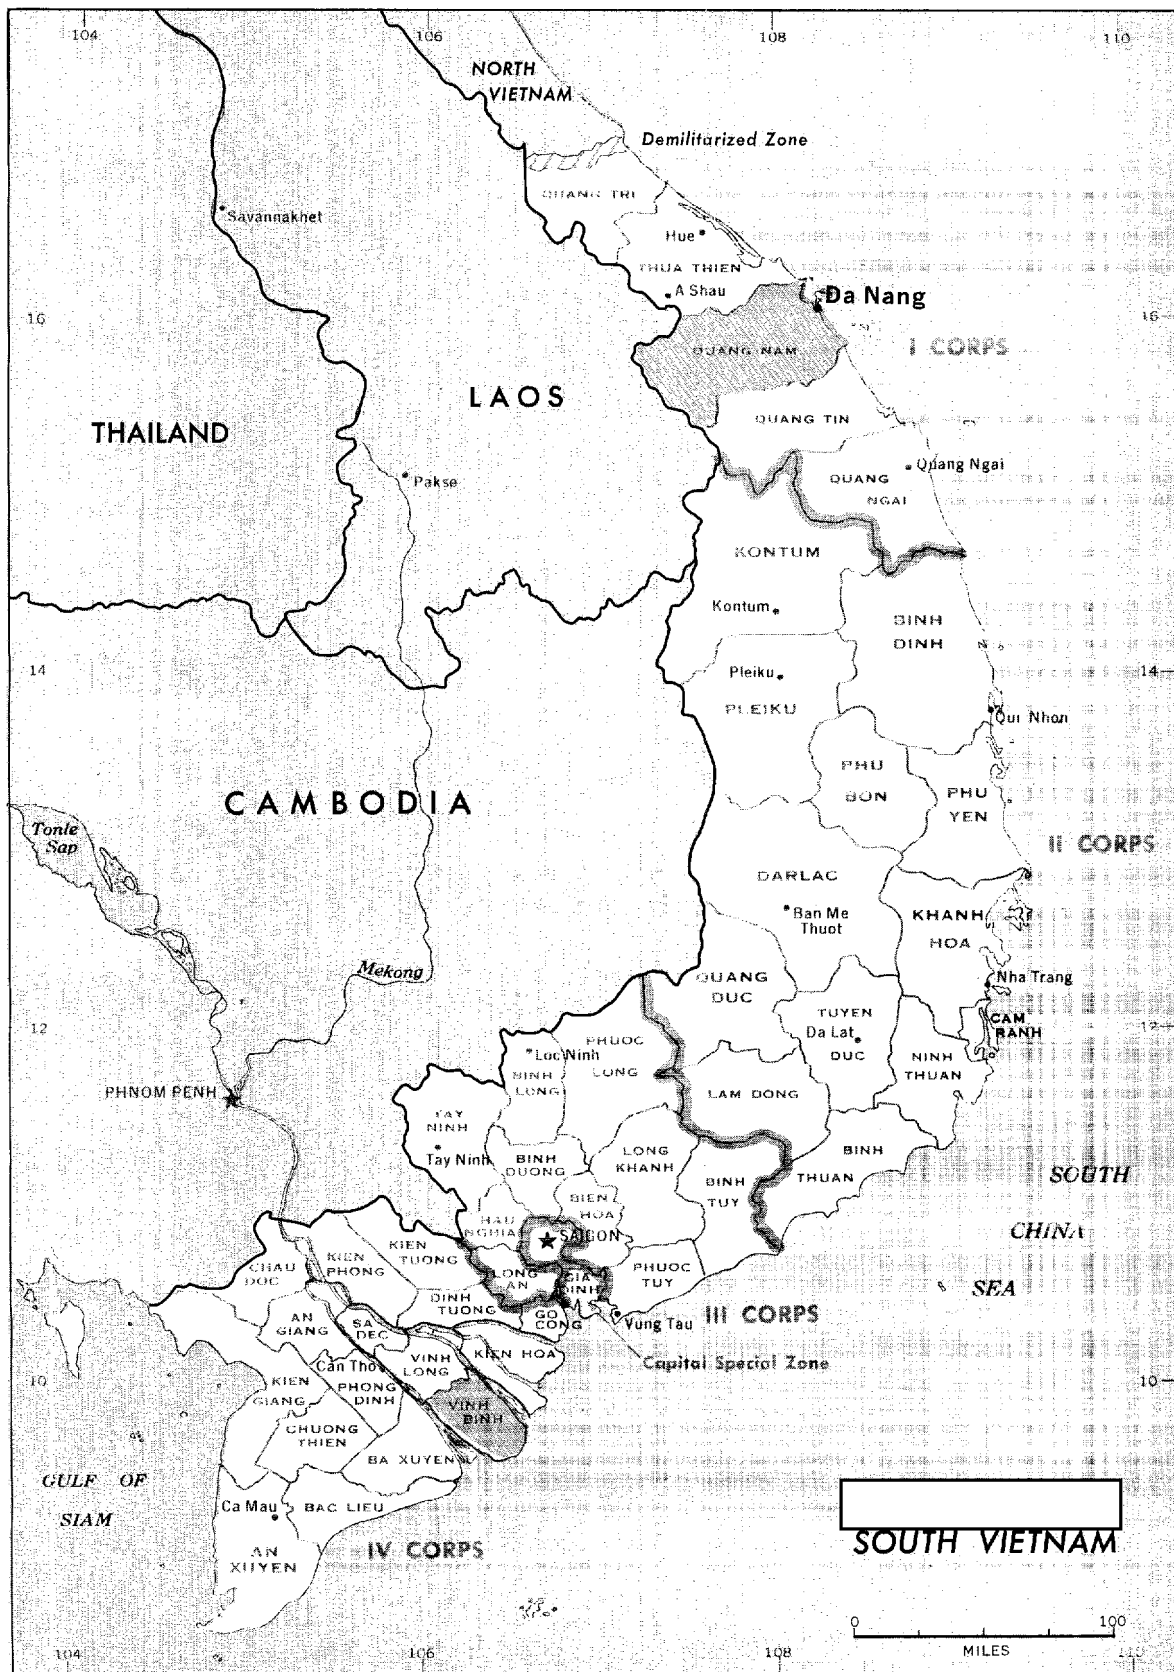 104
106
108
110
NORTH
VIETNAM
Demilitarized Zone
QUANG TRI
Savannakhet
Hue
THUA THIEN
A Shau
Da Nang
16
16
QUANG NAM
I CORPS
LAOS
THAILAND
QUANG TIN
Pakse
Quang Ngai
QUANG
NGAI
KONTUM
Kontum
BINH
DINH
14
Pleiku
14
PLEIKU
Qui Nhon
PHU
BON
PHU
YEN
CAMBODIA
Tonle
Sap
II CORPS
DARLAC
Ban Me
Thuot
KHANH
HOA
Mekong
QUANG
DUC
Nha Trang
12
TUYEN
DUC
Da Lat
CAM
RANH
12
PHUOC
LONG
Loc Ninh
BINH
LONG
NINH
THUAN
PHNOM PENH
LAM DONG
TAY
NINH
Tay Ninh
BINH
DUONG
LONG
KHANH
BINH
TUY
BINH
THUAN
SOUTH
CHINA
SEA
BIEN
HOA
HAU
NGHIA
SAIGON
KIEN
TUONG
KIEN
PHONG
CHAU
DOC
LONG
AN
GIA
DINH
PHUOC
TUY
DINH
TUONG
GO
CONG
Vung Tau
III CORPS
AN
GIANG
SA
DEC
VINH
LONG
KIEN HOA
Capital Special Zone
Can Tho
10
KIEN
GIANG
PHONG
DINH
VINH
BINH
10
CHUONG
THIEN
BA XUYEN
GULF OF
SIAM
Ca Mau
BAC LIEU
AN
XUYEN
IV CORPS
SOUTH VIETNAM
0
100
MILES
104
106
108
110